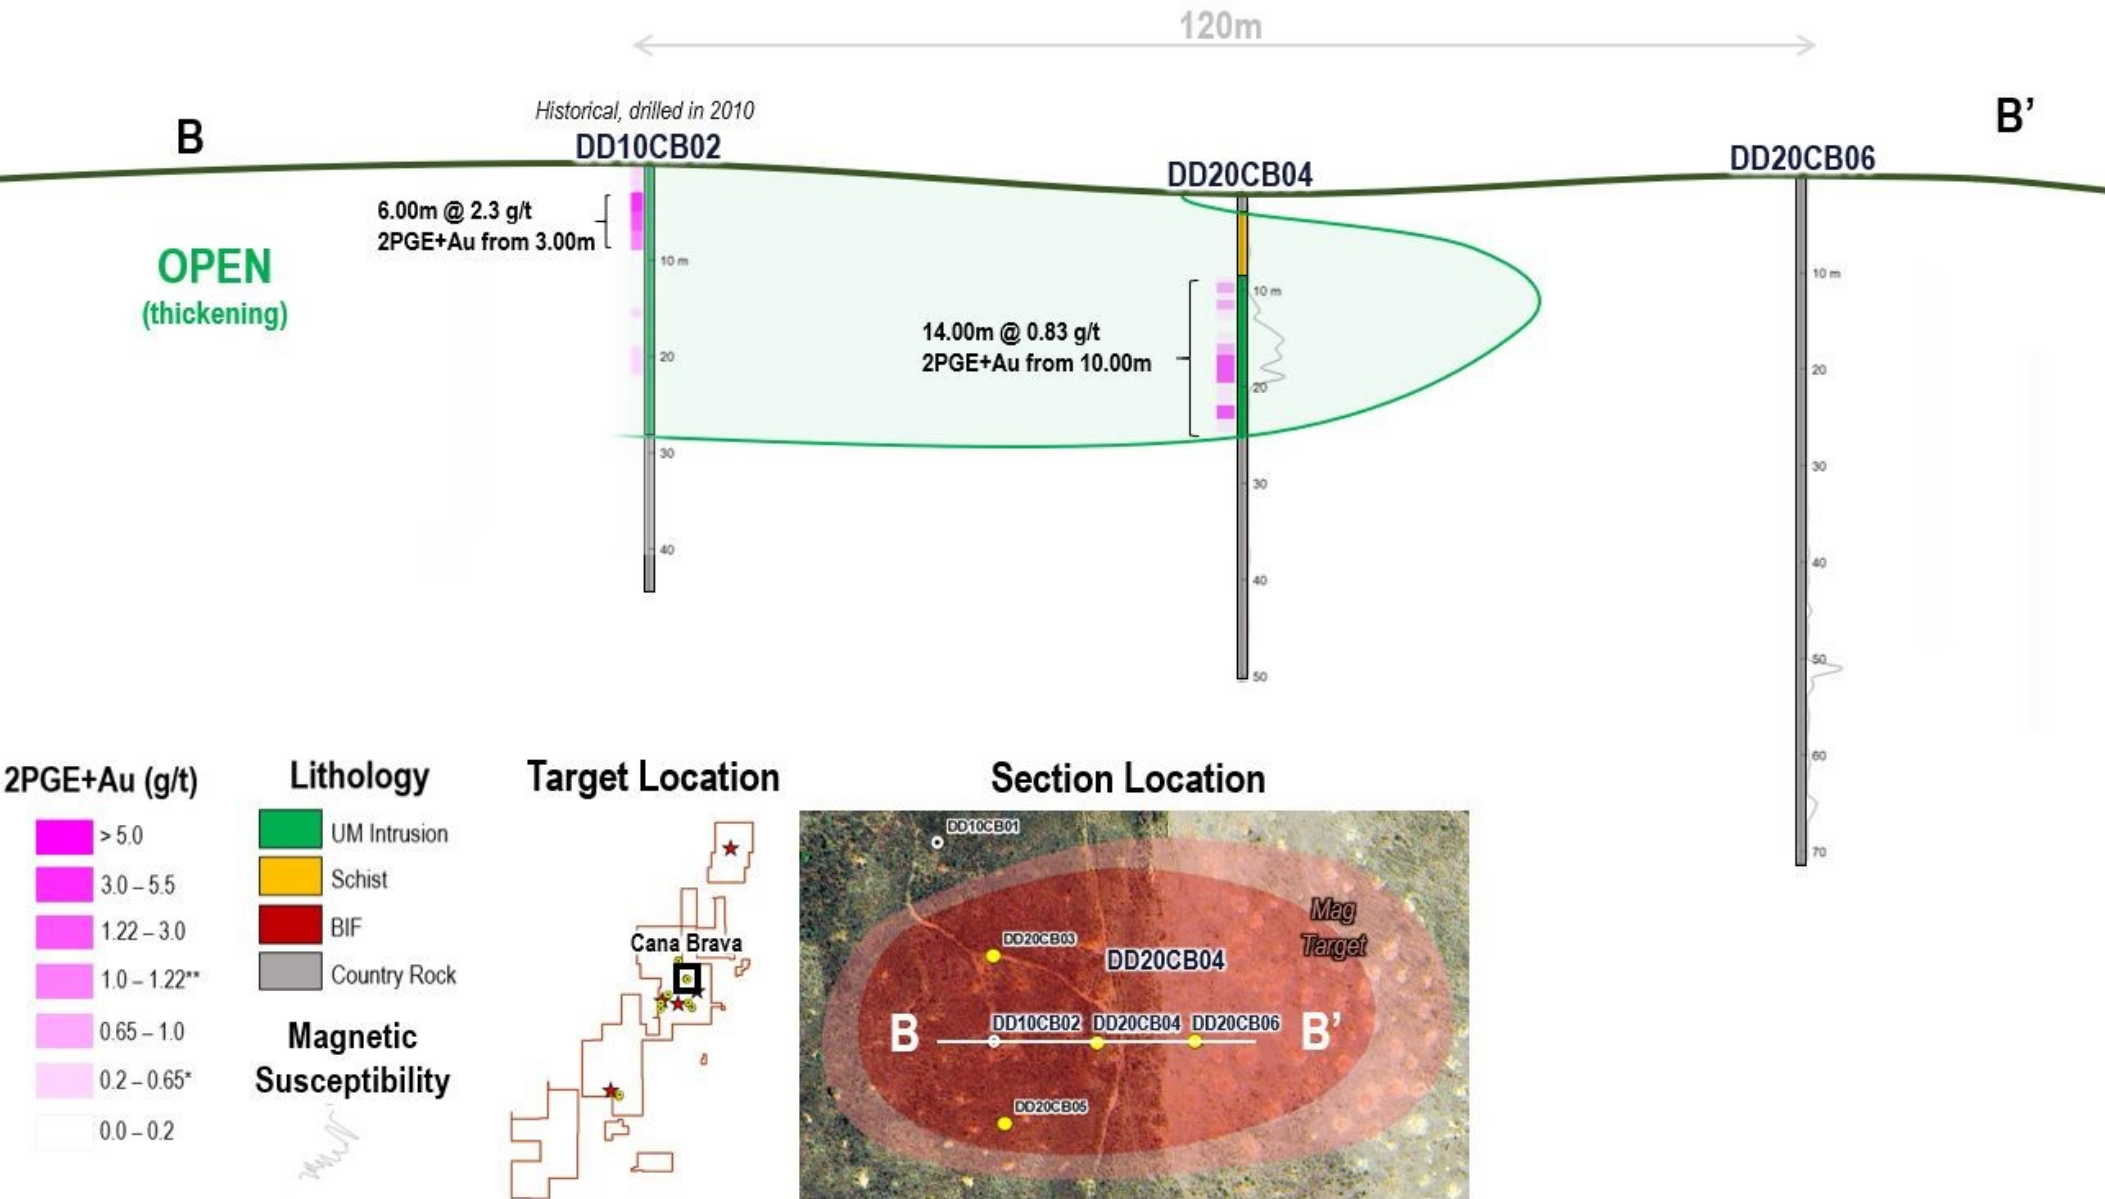 120m
B
Historical, drilled in 2010
DD10CB02
DD20CB04
DD20CB06
B’
6.00m @ 2.3 g/t
2PGE+Au from 3.00m
OPEN
(thickening)
14.00m @ 0.83 g/t
2PGE+Au from 10.00m
10 m
20
30
40
10 m
20
30
40
50
10 m
20
30
40
50
60
70
2PGE+Au (g/t)
> 5.0
3.0 – 5.5
1.22 – 3.0
1.0 – 1.22**
0.65 – 1.0
0.2 – 0.65*
0.0 – 0.2
Lithology
UM Intrusion
Schist
BIF
Country Rock
Magnetic
Susceptibility
Target Location
Cana Brava
Section Location
DD10CB01
Mag
Target
DD20CB03
DD20CB04
B
DD10CB02
DD20CB04
DD20CB06
B’
DD20CB05